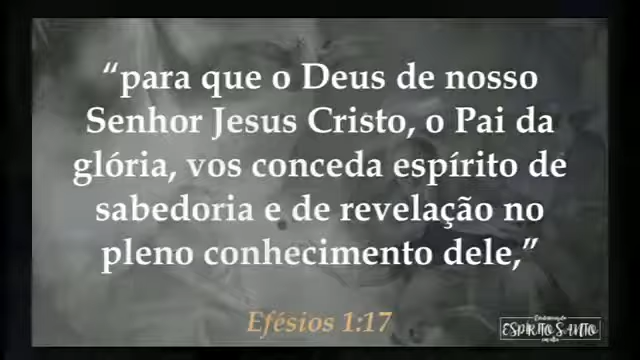 “para que o Deus de nosso
Senhor Jesus Cristo, o Pai da
glória, vos conceda espírito de
sabedoria e de revelação no
pleno conhecimento dele,”
Efésios 1:17
ESPÍRITO SANTO